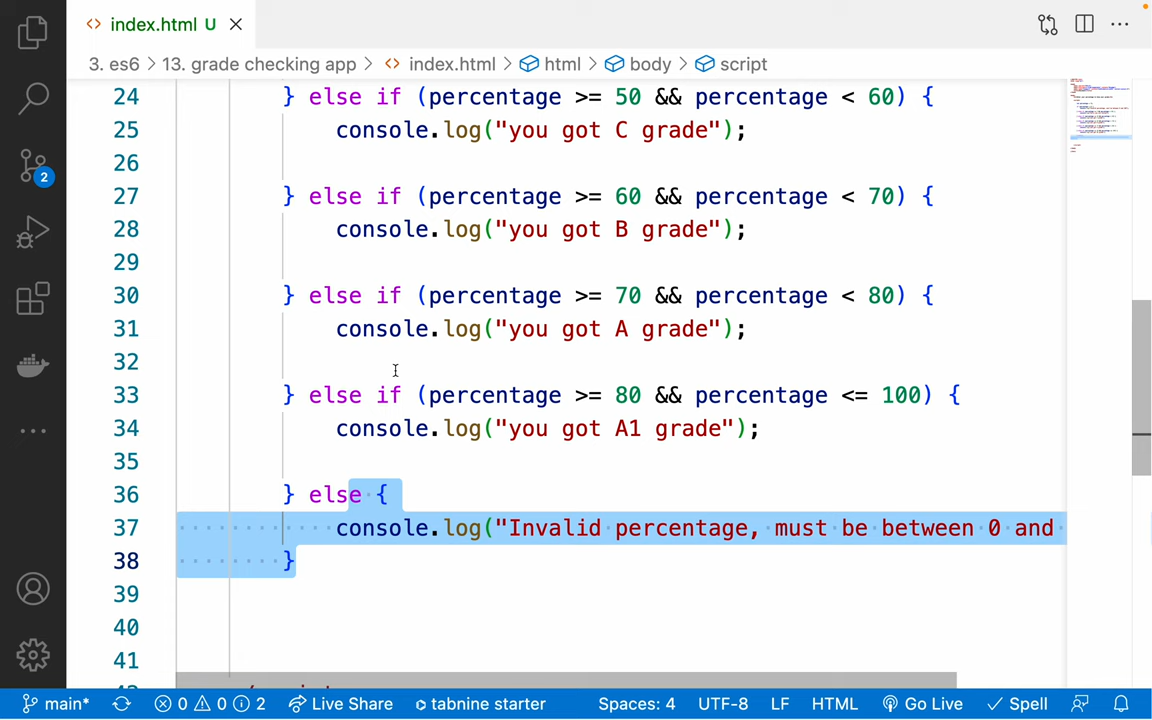 index.html U
3. es6 > 13. grade checking app > index.html > html > body > script
24 } else if (percentage >= 50 && percentage < 60) {
25 console.log("you got C grade");
26
27 } else if (percentage >= 60 && percentage < 70) {
28 console.log("you got B grade");
29
30 } else if (percentage >= 70 && percentage < 80) {
31 console.log("you got A grade");
32
33 } else if (percentage >= 80 && percentage <= 100) {
34 console.log("you got A1 grade");
35
36 } else {
37 console.log("Invalid percentage, must be between 0 and
38 }
39
40
41
2
main* 0 0 2 Live Share tabnine starter Spaces: 4 UTF-8 LF HTML Go Live Spell